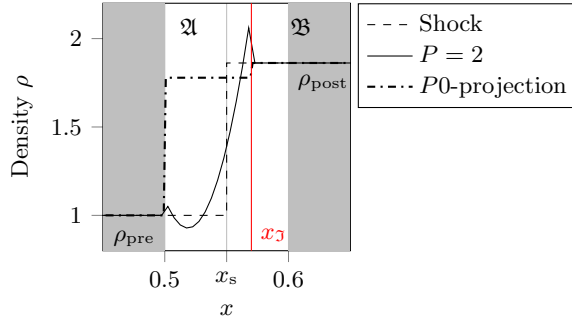 𝔄
𝔅
Shock
P = 2
P0-projection
2
1.5
1
Density ρ
ρpost
ρpre
x𝔍
0.5
xs
0.6
x